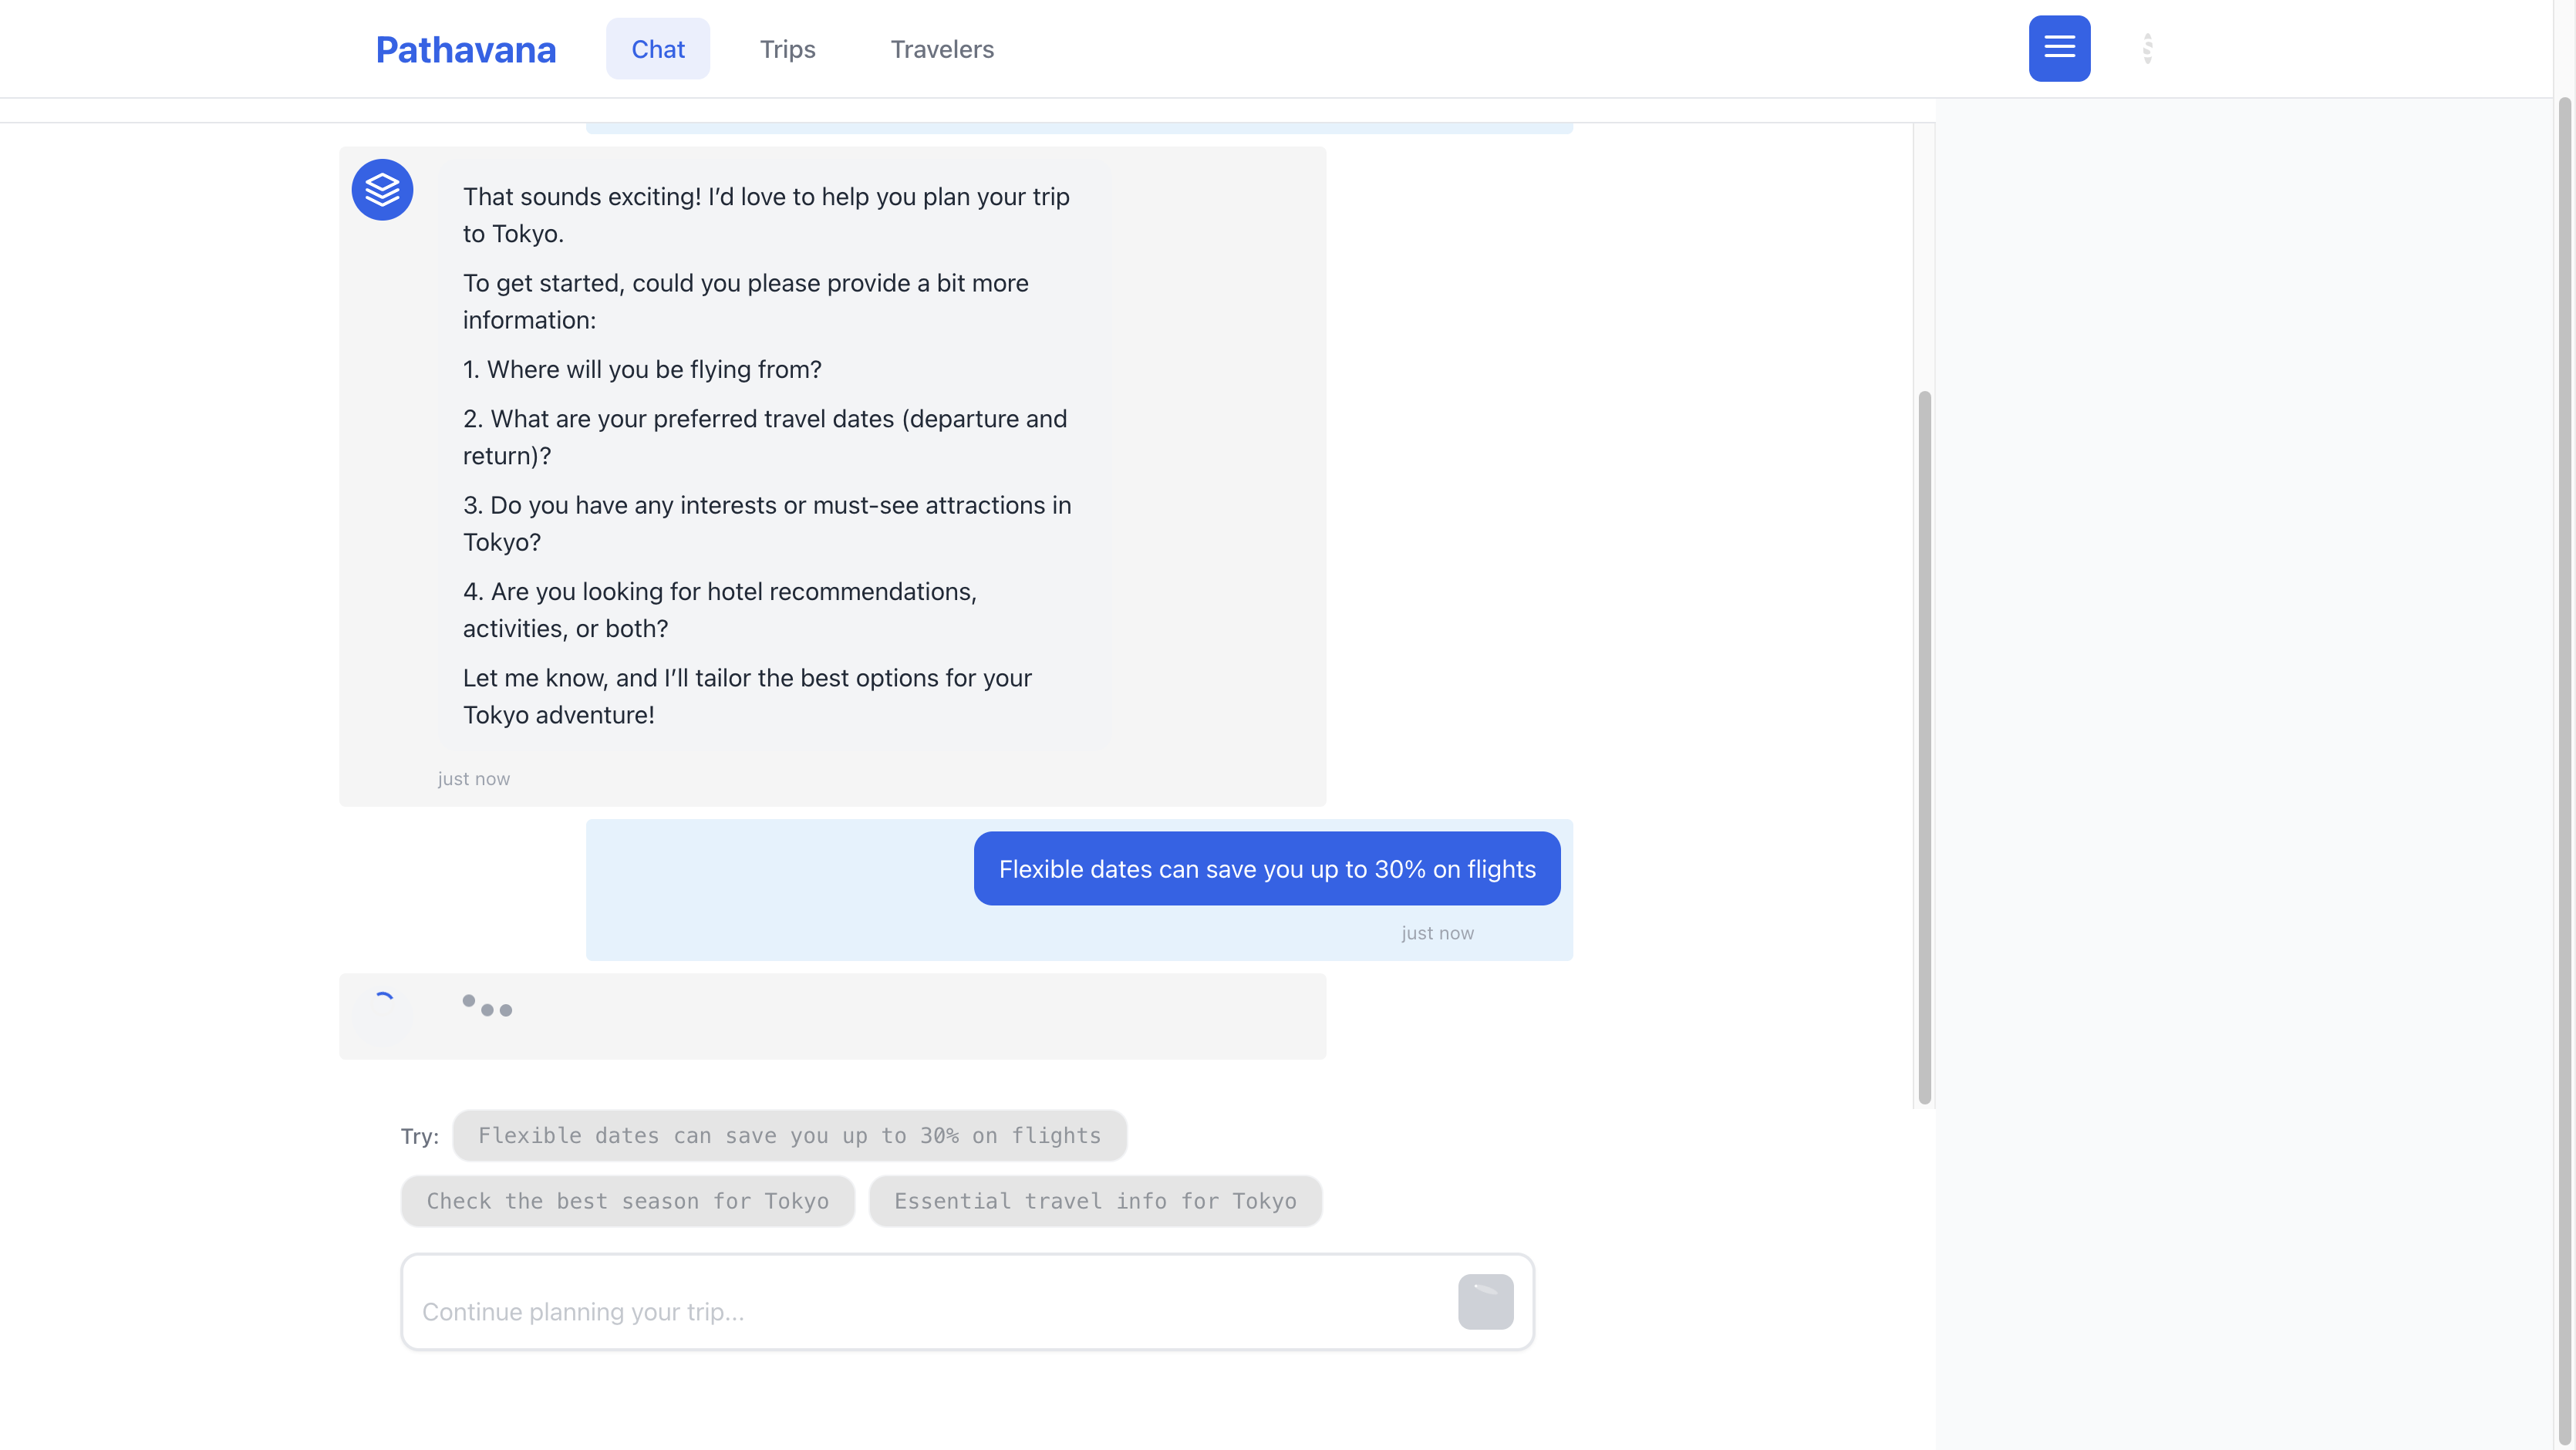 Pathavana
Chat
Trips
Travelers
That sounds exciting! I’d love to help you plan your trip
to Tokyo.
To get started, could you please provide a bit more
information:
1. Where will you be flying from?
2. What are your preferred travel dates (departure and
return)?
3. Do you have any interests or must-see attractions in
Tokyo?
4. Are you looking for hotel recommendations,
activities, or both?
Let me know, and I’ll tailor the best options for your
Tokyo adventure!
just now
Flexible dates can save you up to 30% on flights
just now
Try:
Flexible dates can save you up to 30% on flights
Check the best season for Tokyo
Essential travel info for Tokyo
Continue planning your trip...